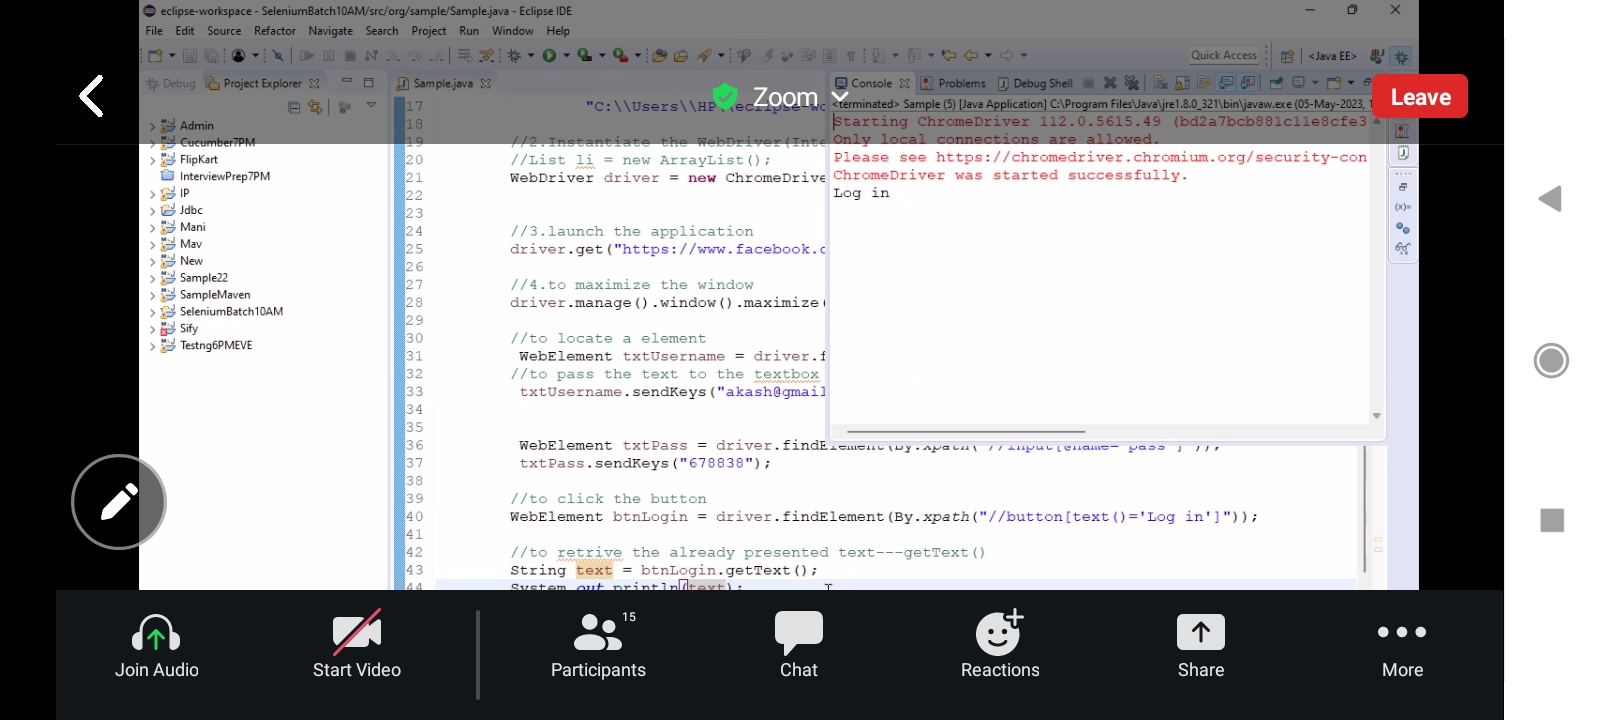 eclipse-workspace - SeleniumBatch10AM/src/org/sample/Sample.java - Eclipse IDE
File Edit Source Refactor Navigate Search Project Run Window Help
Quick Access
<Java EE>
Debug Project Explorer
Sample.java
Console Problems Debug Shell
Zoom
Leave
<terminated> Sample (5) [Java Application] C:\Program Files\Java\jre1.8.0_321\bin\javaw.exe (05-May-2023,
Admin
Cucumber7PM
FlipKart
InterviewPrep7PM
IP
Jdbc
Mani
Mav
New
Sample22
SampleMaven
SeleniumBatch10AM
Sify
Testng6PMEVE
17 "C:\\Users\\HP\\eclipse-wo
18
19 //2.Instantiate the WebDriver(Inte
20 //List li = new ArrayList();
21 WebDriver driver = new ChromeDrive
22
23
24 //3.launch the application
25 driver.get("https://www.facebook.c
26
27 //4.to maximize the window
28 driver.manage().window().maximize(
29
30 //to locate a element
31 WebElement txtUsername = driver.f
32 //to pass the text to the textbox
33 txtUsername.sendKeys("akash@gmail
34
35
36 WebElement txtPass = driver.findElement(By.xpath("//input[@name='pass']"));
37 txtPass.sendKeys("678838");
38
39 //to click the button
40 WebElement btnLogin = driver.findElement(By.xpath("//button[text()='Log in']"));
41
42 //to retrive the already presented text---getText()
43 String text = btnLogin.getText();
44 System.out.println(text);
Starting ChromeDriver 112.0.5615.49 (bd2a7bcb881c11e8cfe3
Only local connections are allowed.
Please see https://chromedriver.chromium.org/security-con
ChromeDriver was started successfully.
Log in
Join Audio
Start Video
15
Participants
Chat
Reactions
Share
More